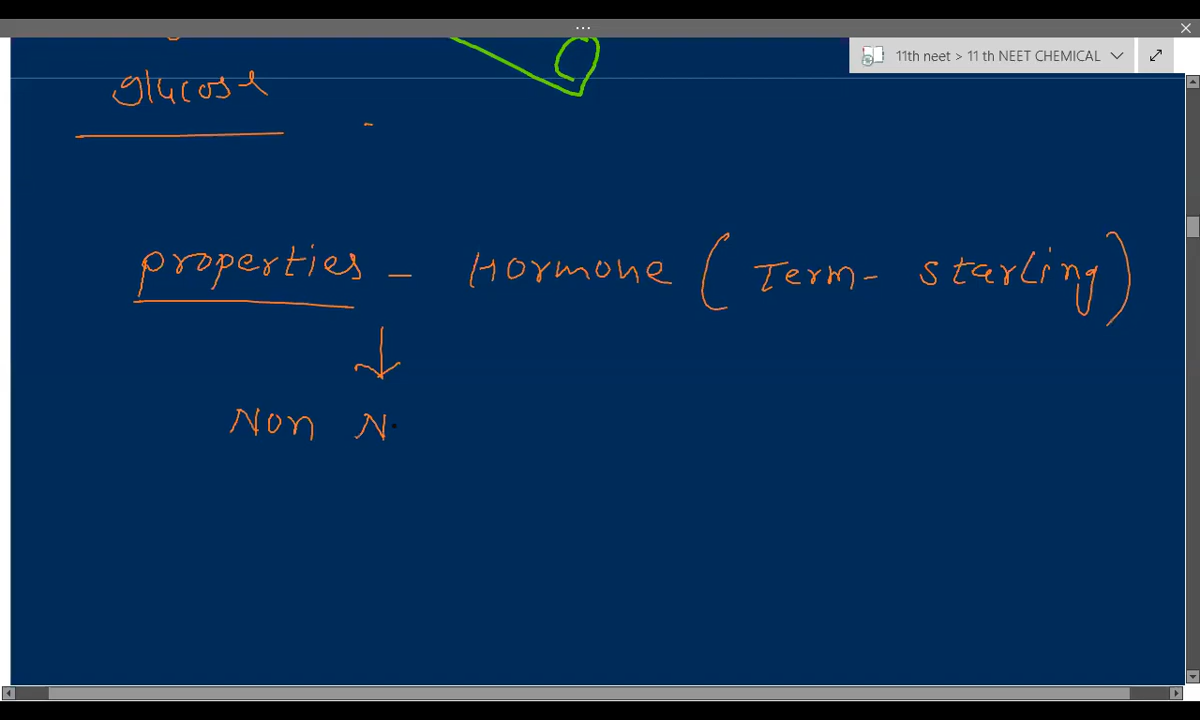 11th neet > 11 th NEET CHEMICAL
glucose
properties - Hormone (Term- starling)
Non N